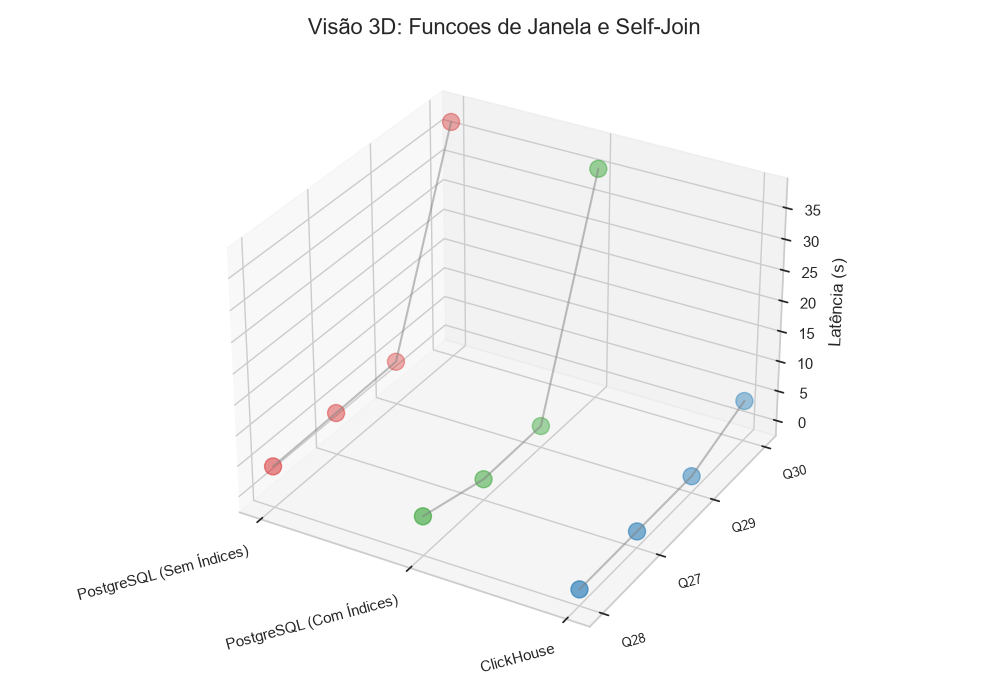 Visão 3D: Funcoes de Janela e Self-Join
35
30
25
20
15
10
5
0
Latência (s)
Q30
Q29
Q27
Q28
PostgreSQL (Sem Índices)
PostgreSQL (Com Índices)
ClickHouse